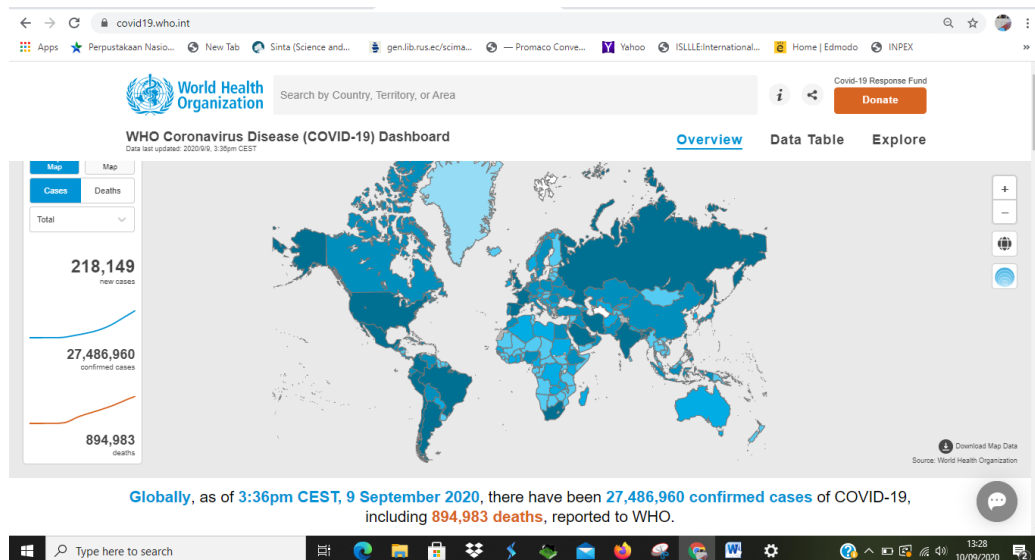 covid19.who.int
Apps Perpustakaan Nasio... New Tab Sinta (Science and... gen.lib.rus.ec/scima... — Promaco Conve... Yahoo ISLLLE:International... Home | Edmodo INPEX »
World Health
Organization
Search by Country, Territory, or Area
Covid-19 Response Fund
Donate
WHO Coronavirus Disease (COVID-19) Dashboard
Data last updated: 2020/9/9, 3:36pm CEST
Overview Data Table Explore
Map Map
Cases Deaths
Total
218,149
new cases
27,486,960
confirmed cases
894,983
deaths
Download Map Data
Source: World Health Organization
Globally, as of 3:36pm CEST, 9 September 2020, there have been 27,486,960 confirmed cases of COVID-19,
including 894,983 deaths, reported to WHO.
Type here to search
13:28
10/09/2020